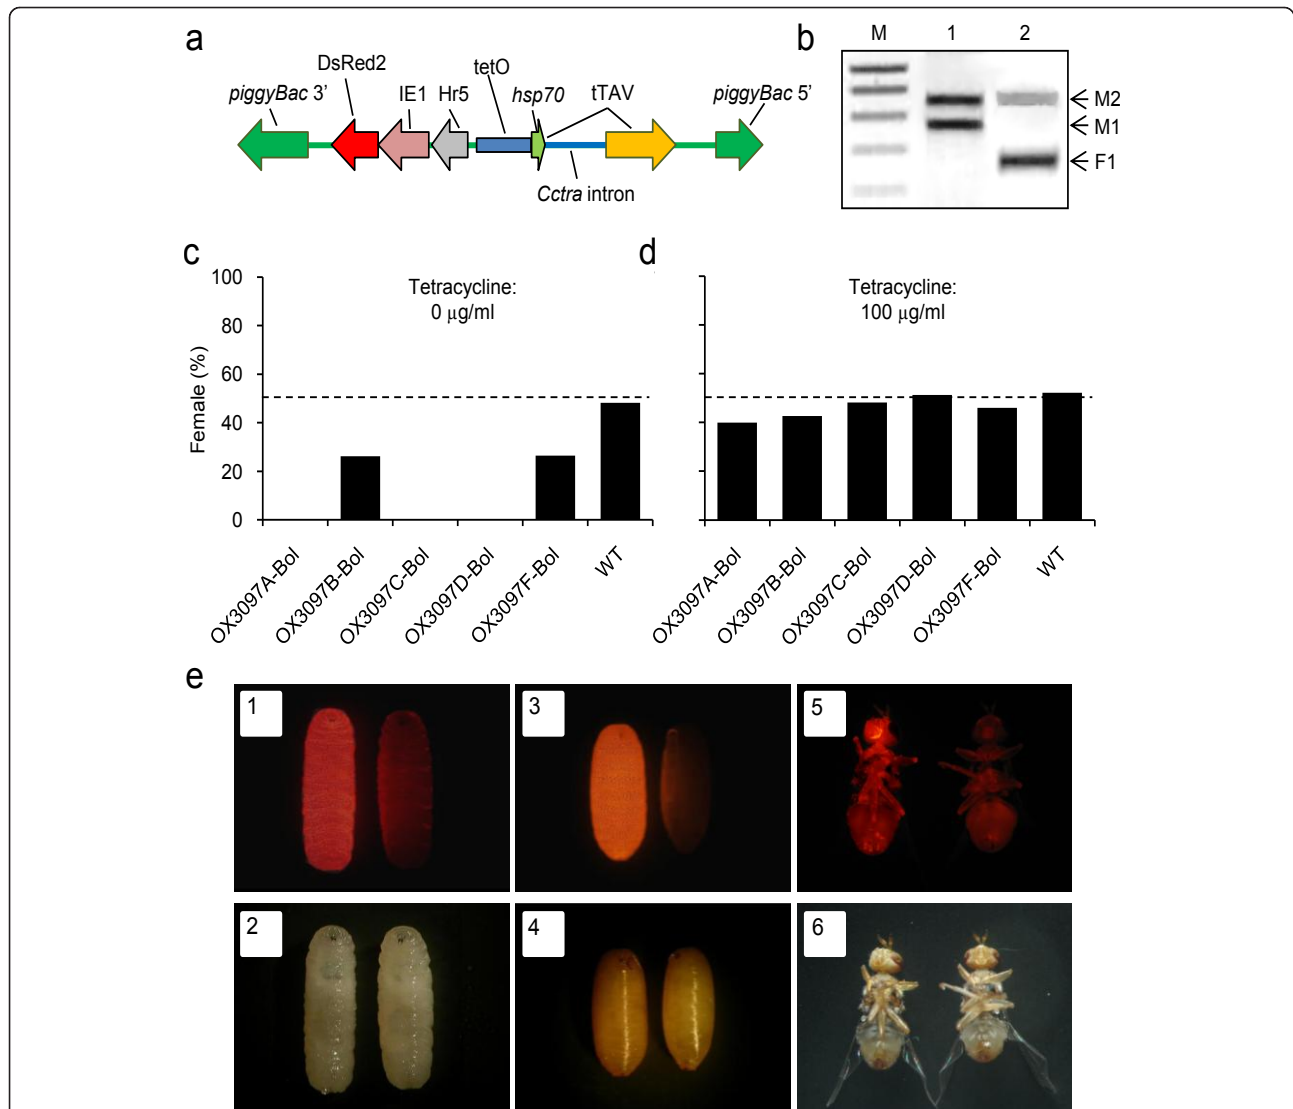 a
DsRed2
tetO
piggyBac 3’
IE1
Hr5
hsp70
tTAV
piggyBac 5’
Cctra intron
b
M 1 2
M2
M1
F1
c
Tetracycline:
0 μg/ml
Female (%)
100
80
60
40
20
0
OX3097A-Bol
OX3097B-Bol
OX3097C-Bol
OX3097D-Bol
OX3097F-Bol
WT
d
Tetracycline:
100 μg/ml
OX3097A-Bol
OX3097B-Bol
OX3097C-Bol
OX3097D-Bol
OX3097F-Bol
WT
e
1
3
5
2
4
6